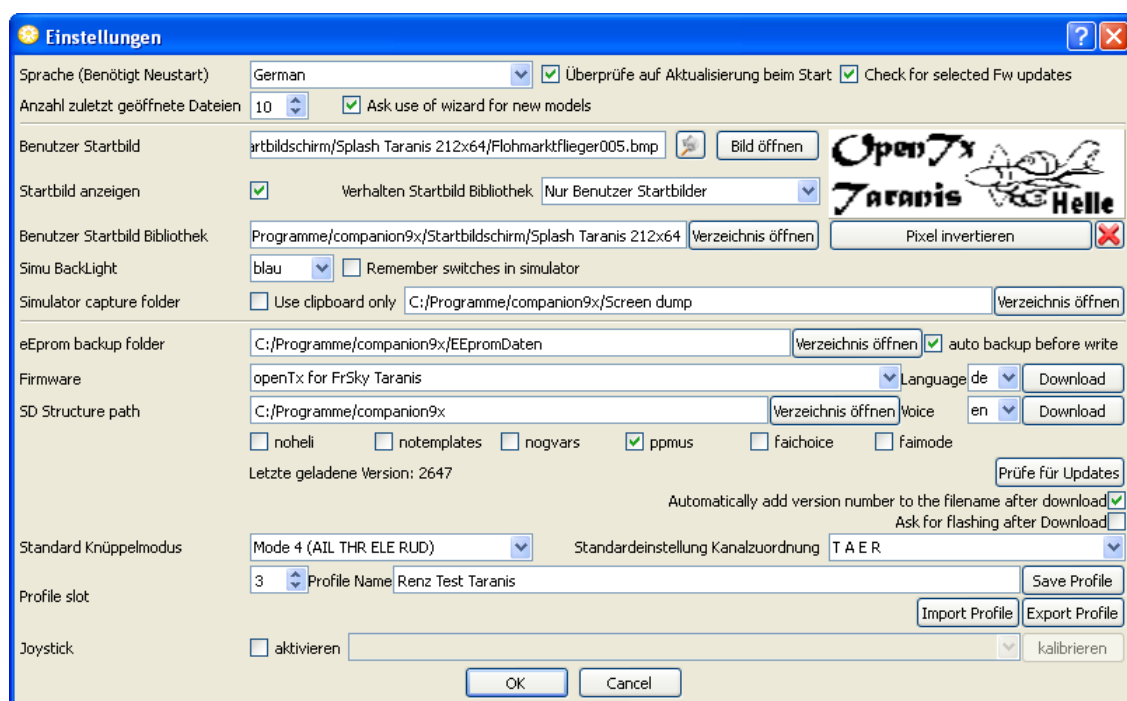 Einstellungen
Sprache (Benötigt Neustart) German Überprüfe auf Aktualisierung beim Start Check for selected Fw updates
Anzahl zuletzt geöffnete Dateien 10 Ask use of wizard for new models
Benutzer Startbild artbildschirm/Splash Taranis 212x64/Flohmarktflieger005.bmp Bild öffnen
OpenTx
Taranis Helle
Startbild anzeigen Verhalten Startbild Bibliothek Nur Benutzer Startbilder
Benutzer Startbild Bibliothek Programme/companion9x/Startbildschirm/Splash Taranis 212x64 Verzeichnis öffnen Pixel invertieren
Simu BackLight blau Remember switches in simulator
Simulator capture folder Use clipboard only C:/Programme/companion9x/Screen dump Verzeichnis öffnen
eEprom backup folder C:/Programme/companion9x/EEpromDaten Verzeichnis öffnen auto backup before write
Firmware openTx for FrSky Taranis Language de Download
SD Structure path C:/Programme/companion9x Verzeichnis öffnen Voice en Download
noheli notemplates nogvars ppmus faichoice faimode
Letzte geladene Version: 2647 Prüfe für Updates
Automatically add version number to the filename after download
Ask for flashing after Download
Standard Knüppelmodus Mode 4 (AIL THR ELE RUD) Standardeinstellung Kanalzuordnung T A E R
Profile slot 3 Profile Name Renz Test Taranis Save Profile
Import Profile Export Profile
Joystick aktivieren kalibrieren
OK Cancel